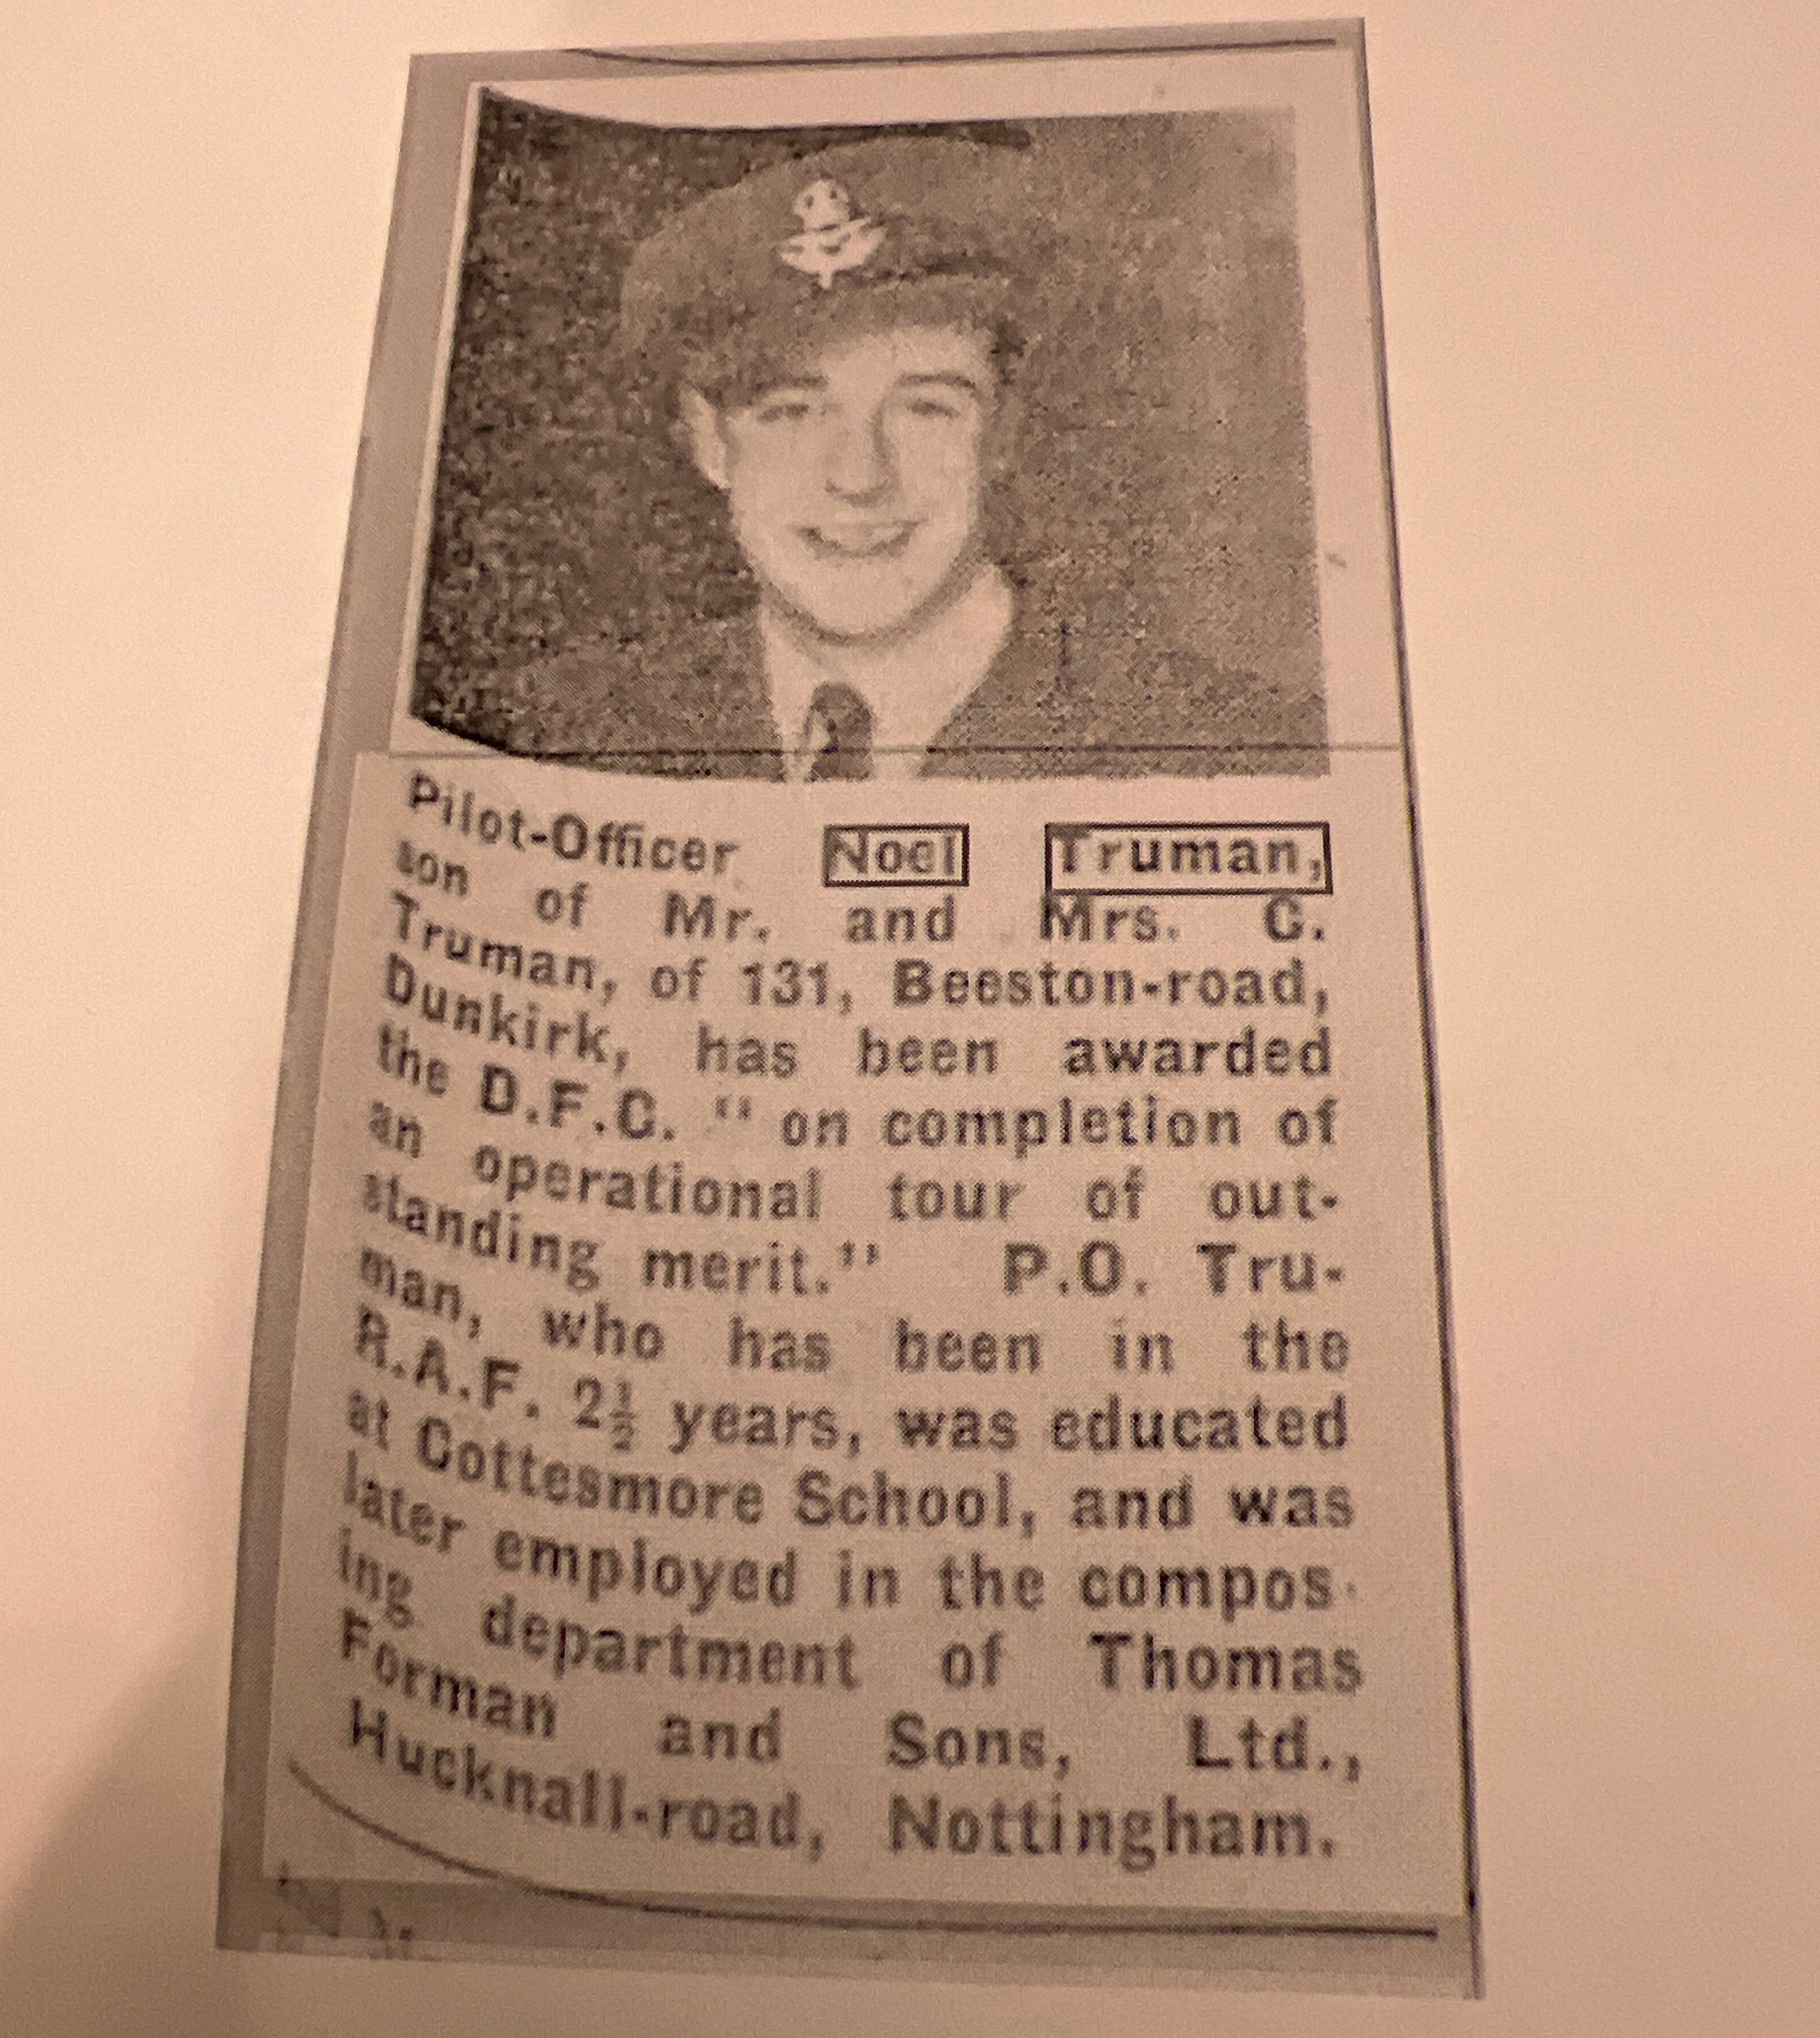 Pilot-Officer Noel Truman,
son of Mr. and Mrs. C.
Truman, of 131, Beeston-road,
Dunkirk, has been awarded
the D.F.C. "on completion of
an operational tour of out-
standing merit." P.O. Tru-
man, who has been in the
R.A.F. 2½ years, was educated
at Cottesmore School, and was
later employed in the compos-
ing department of Thomas
Forman and Sons, Ltd.,
Hucknall-road, Nottingham.